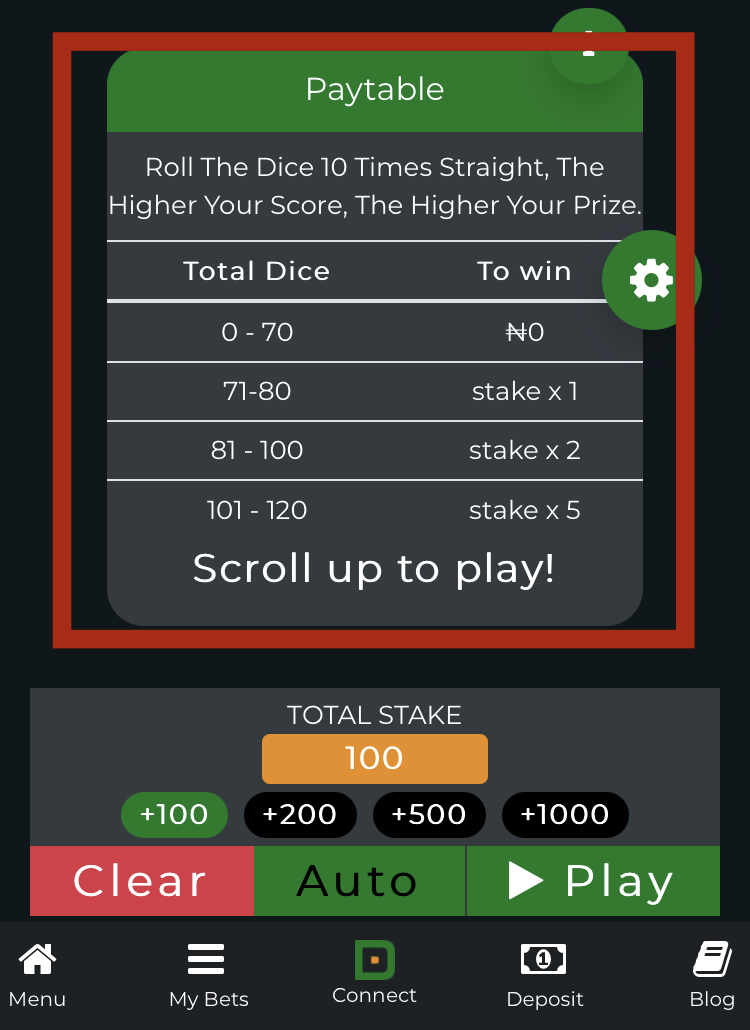 Paytable
Roll The Dice 10 Times Straight, The
Higher Your Score, The Higher Your Prize.
Total Dice To win
0 - 70 ₦0
71-80 stake x 1
81 - 100 stake x 2
101 - 120 stake x 5
Scroll up to play!
TOTAL STAKE
100
+100 +200 +500 +1000
Clear Auto Play
Menu My Bets Connect Deposit Blog